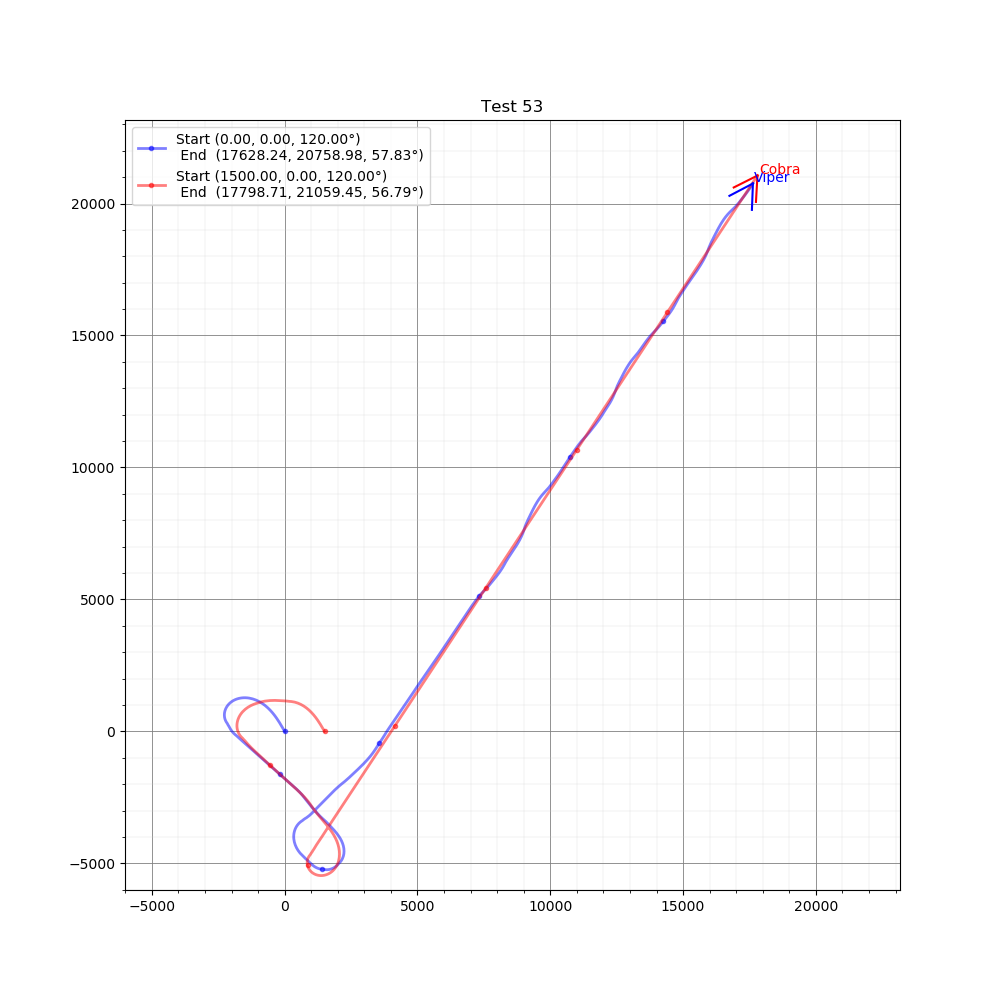 Test 53
Start (0.00, 0.00, 120.00°)
End (17628.24, 20758.98, 57.83°)
Start (1500.00, 0.00, 120.00°)
End (17798.71, 21059.45, 56.79°)
Cobra
Viper
20000
15000
10000
5000
0
−5000
−5000 0 5000 10000 15000 20000